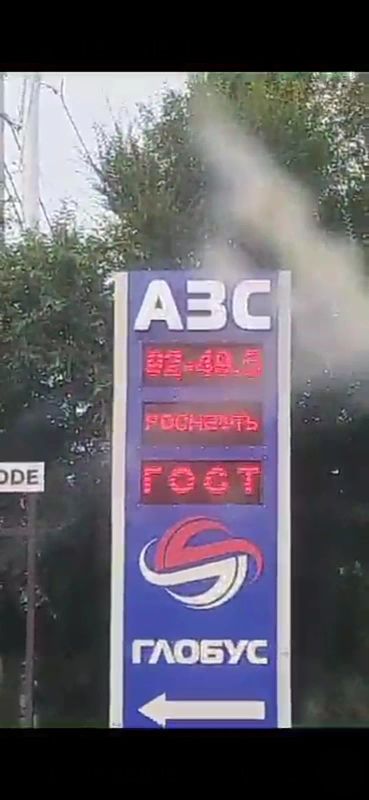 АЗС
92-49.5
РОСНЕФТЬ
ГОСТ
ODE
ГЛОБУС